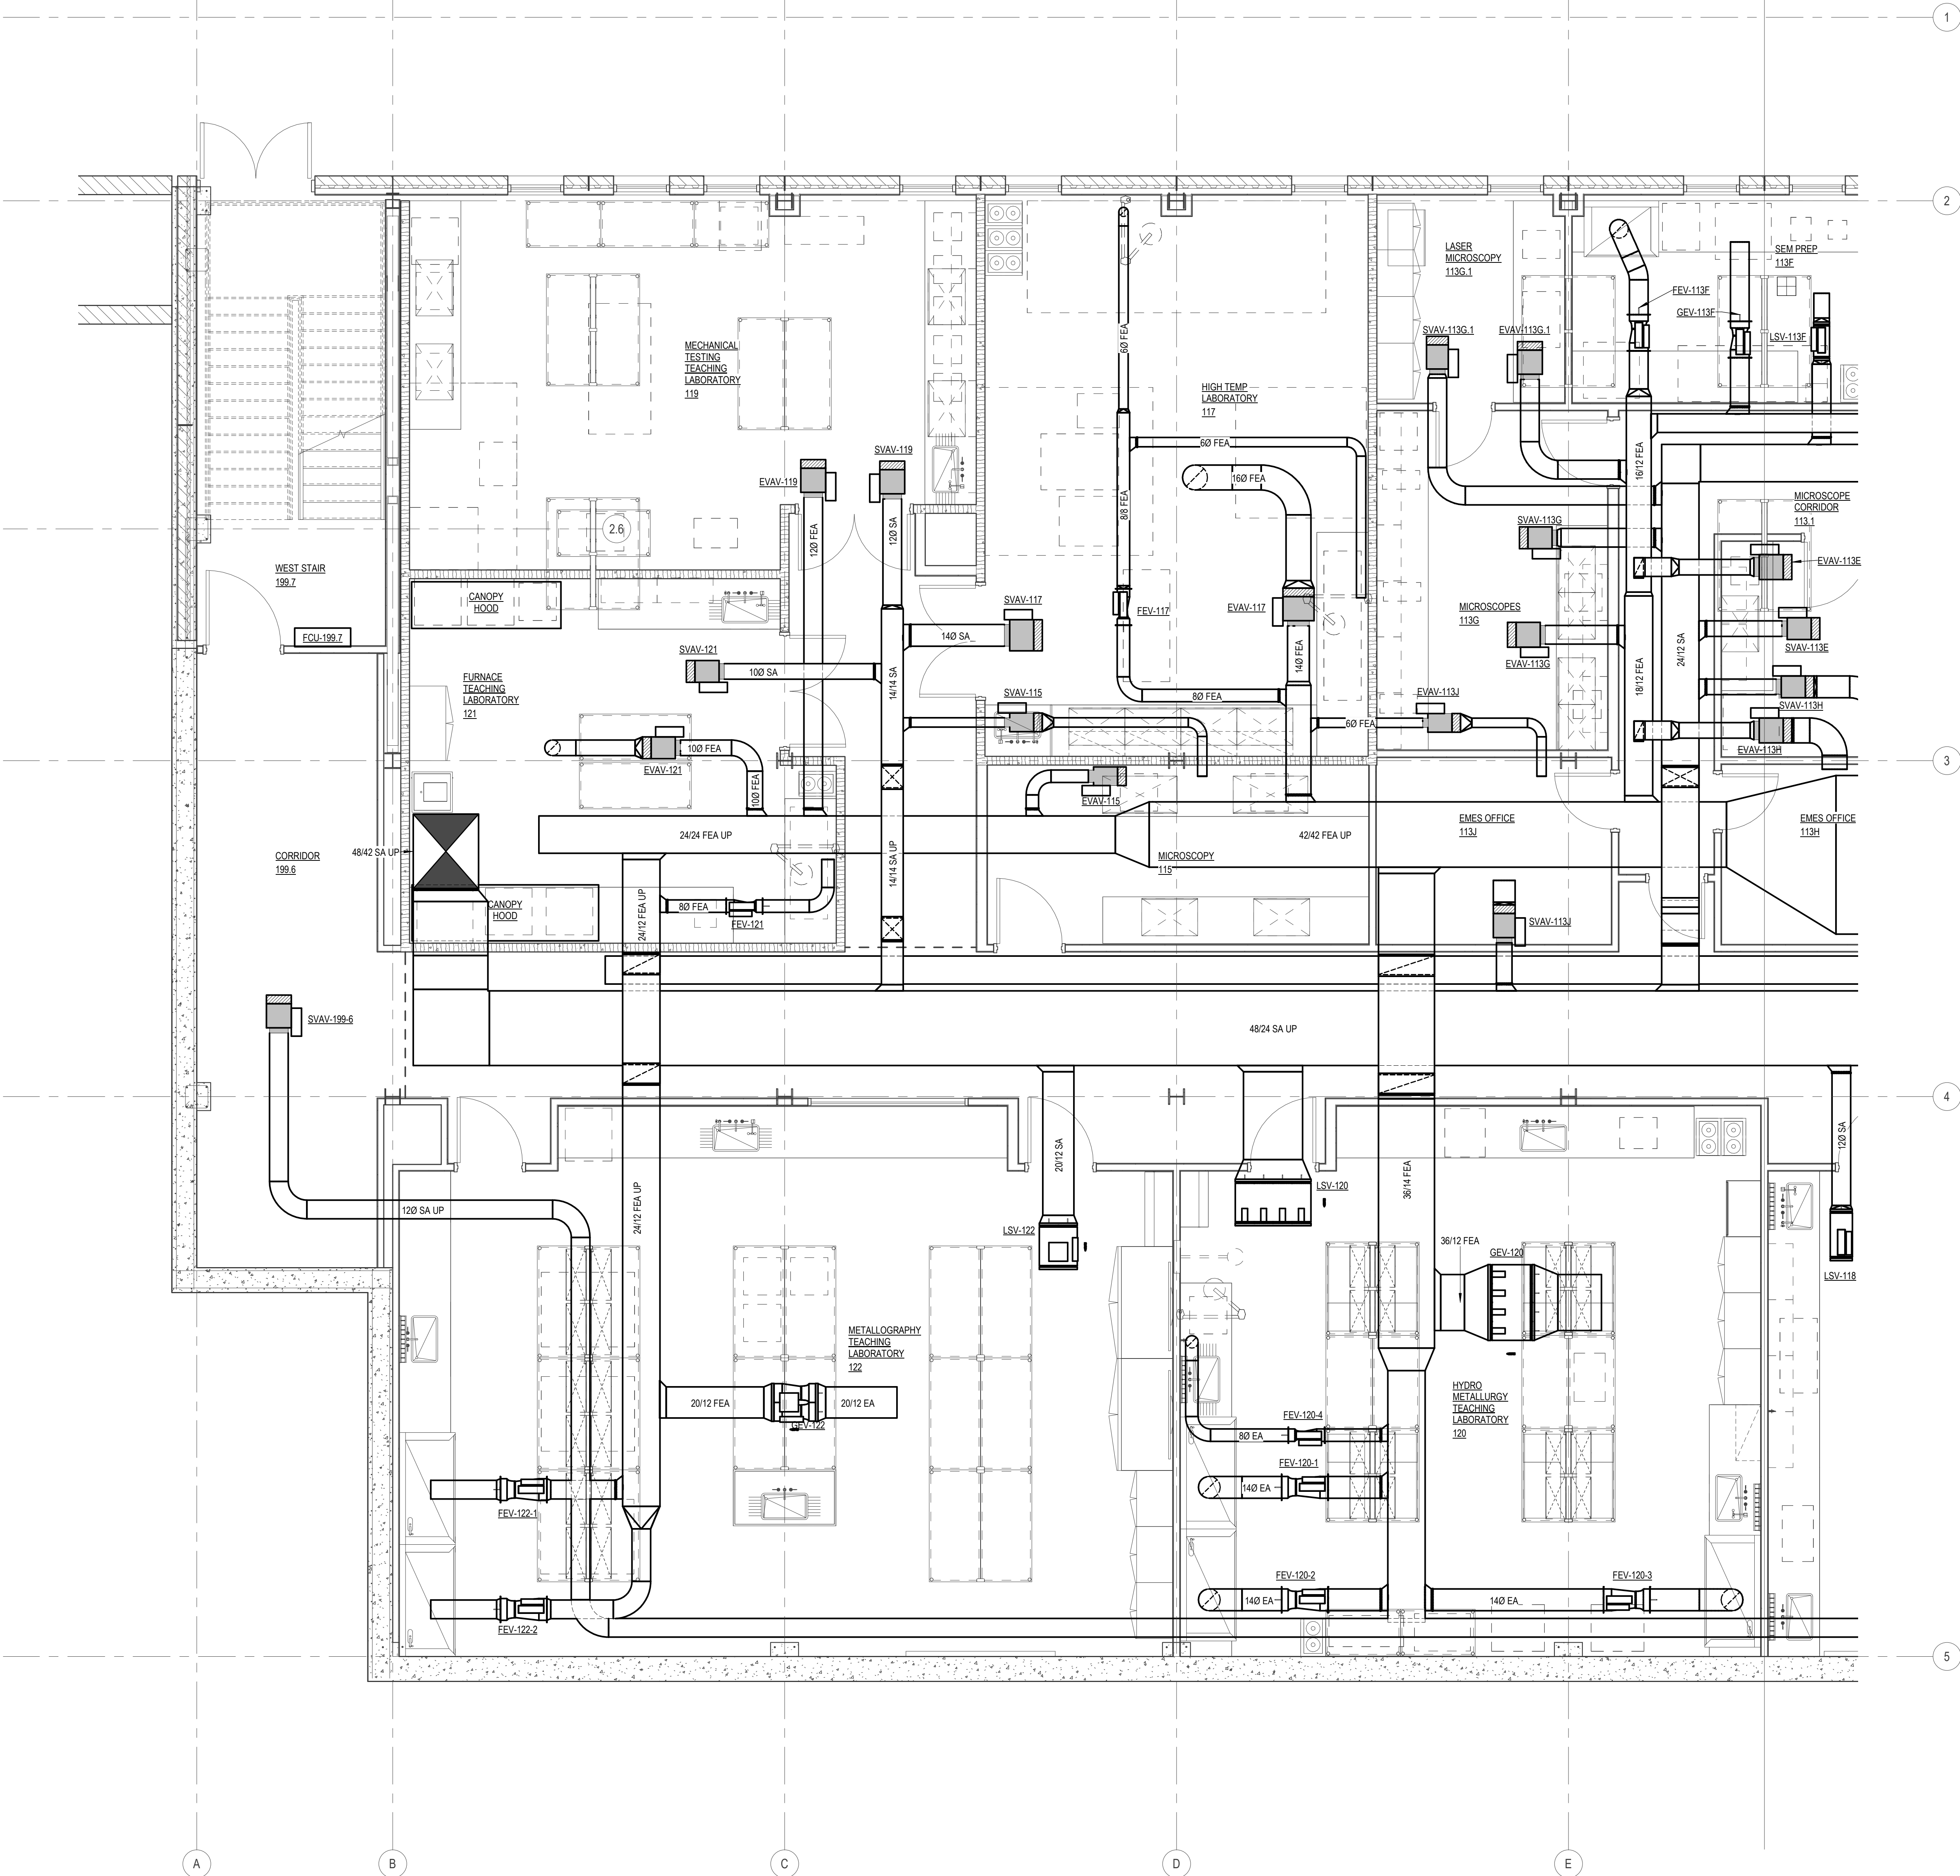 1
2
SEM PREP
113F
LASER
MICROSCOPY
113G.1
FEV-113F
GEV-113F
SVAV-113G.1
EVAV-113G.1
LSV-113F
6Ø FEA
MECHANICAL
TESTING
TEACHING
LABORATORY
119
HIGH TEMP
LABORATORY
117
SVAV-119
EVAV-119
6Ø FEA
16Ø FEA
16/12 FEA
8/8 FEA
MICROSCOPE
CORRIDOR
113.1
2.6
12Ø FEA
12Ø SA
SVAV-113G
EVAV-113E
WEST STAIR
199.7
CANOPY
HOOD
SVAV-117
FEV-117
EVAV-117
MICROSCOPES
113G
FCU-199.7
14Ø SA
SVAV-121
10Ø SA
14Ø FEA
EVAV-113G
SVAV-113E
24/12 SA
FURNACE
TEACHING
LABORATORY
121
14/14 SA
SVAV-115
8Ø FEA
EVAV-113J
18/12 FEA
SVAV-113H
6Ø FEA
10Ø FEA
EVAV-121
EVAV-113H
3
10Ø FEA
EVAV-115
24/24 FEA UP
42/42 FEA UP
EMES OFFICE
113J
EMES OFFICE
113H
48/42 SA UP
CORRIDOR
199.6
14/14 SA UP
MICROSCOPY
115
CANOPY
HOOD
24/12 FEA UP
8Ø FEA
FEV-121
SVAV-113J
SVAV-199-6
48/24 SA UP
4
20/12 SA
12Ø SA
36/14 FEA
LSV-120
12Ø SA UP
24/12 FEA UP
LSV-122
36/12 FEA
GEV-120
LSV-118
METALLOGRAPHY
TEACHING
LABORATORY
122
HYDRO
METALLURGY
TEACHING
LABORATORY
120
20/12 FEA
20/12 EA
GEV-122
FEV-120-4
8Ø EA
FEV-120-1
14Ø EA
FEV-122-1
FEV-120-2
FEV-120-3
14Ø EA
14Ø EA
FEV-122-2
5
A
B
C
D
E